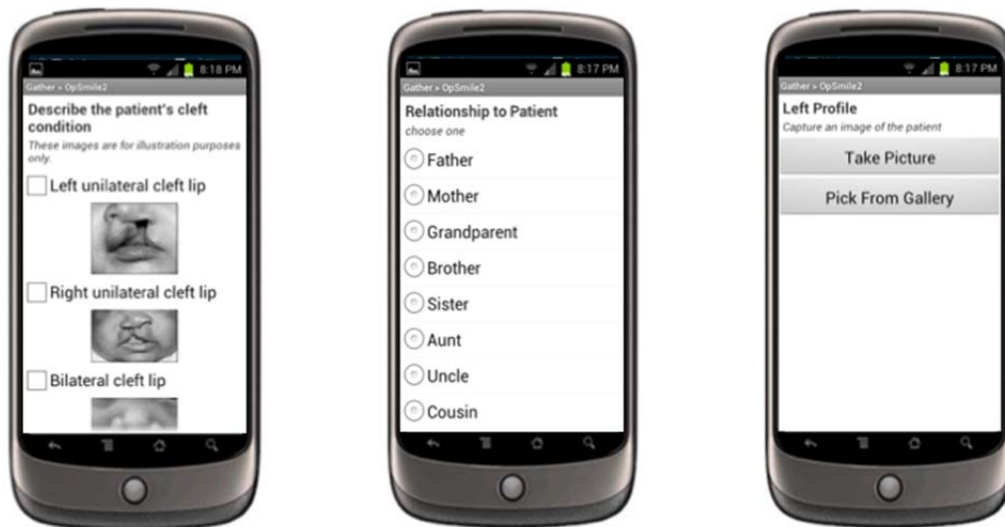 8:18 PM
Gather > OpSmile2
Describe the patient's cleft
condition
These images are for illustration purposes
only.
Left unilateral cleft lip
Right unilateral cleft lip
Bilateral cleft lip
8:17 PM
Gather > OpSmile2
Relationship to Patient
choose one
Father
Mother
Grandparent
Brother
Sister
Aunt
Uncle
Cousin
8:17 PM
Gather > OpSmile2
Left Profile
Capture an image of the patient
Take Picture
Pick From Gallery